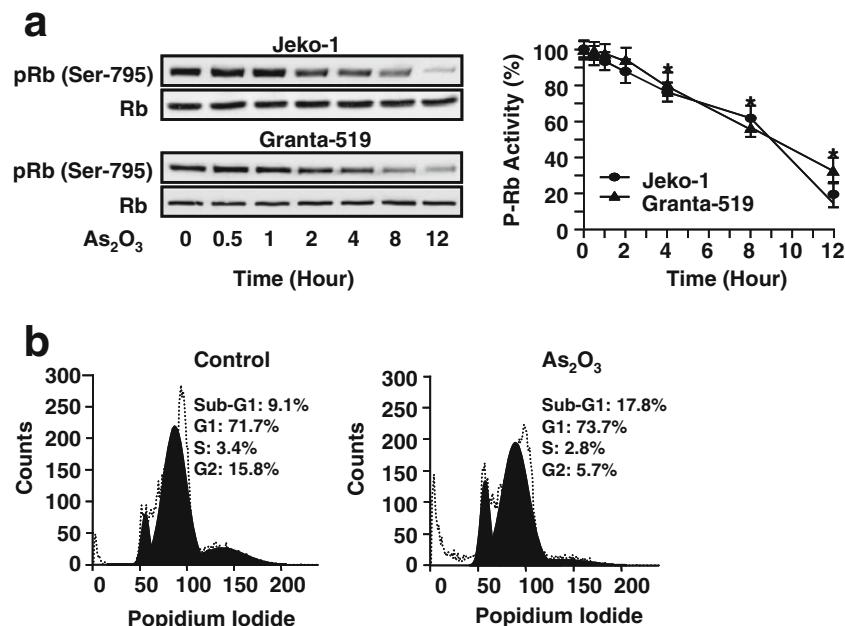 a
Jeko-1
pRb (Ser-795)
Rb
Granta-519
pRb (Ser-795)
Rb
As₂O₃ 0 0.5 1 2 4 8 12
Time (Hour)
P-Rb Activity (%)
100
80
60
40
20
0
* * *
Jeko-1
Granta-519
0 2 4 6 8 10 12
Time (Hour)
b
Control
Counts
300
250
200
150
100
50
0
Sub-G1: 9.1%
G1: 71.7%
S: 3.4%
G2: 15.8%
0 50 100 150 200
Popidium Iodide
As₂O₃
Counts
300
250
200
150
100
50
0
Sub-G1: 17.8%
G1: 73.7%
S: 2.8%
G2: 5.7%
0 50 100 150 200
Popidium Iodide